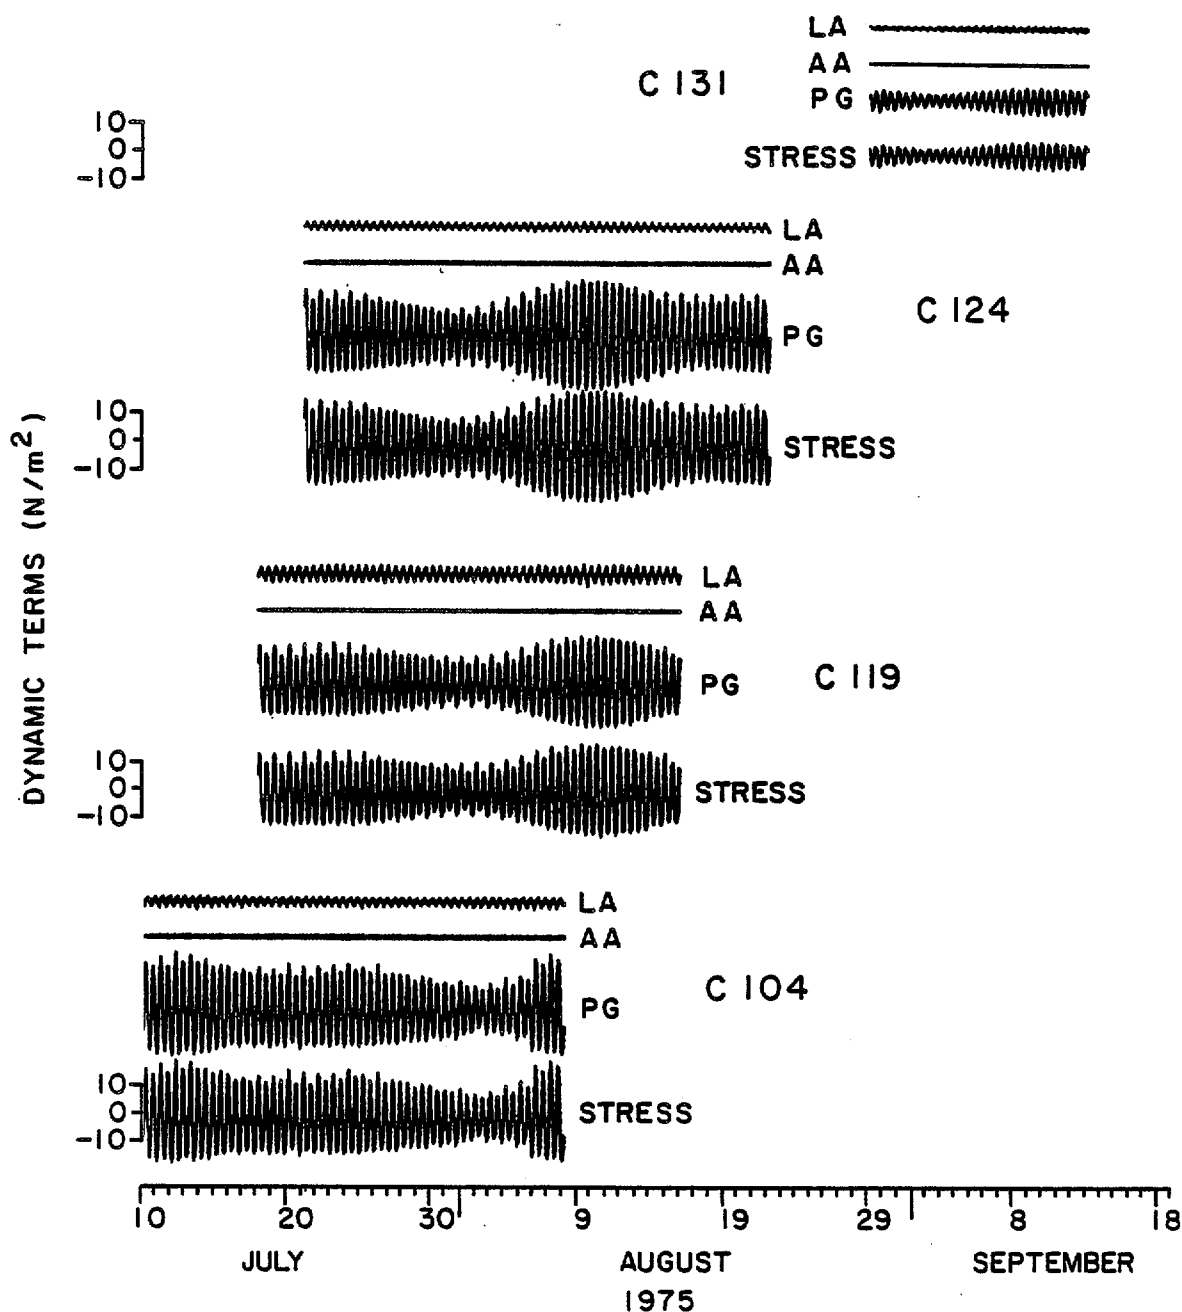 LA
AA
C 131
PG
STRESS
10
0
-10
LA
AA
C 124
PG
10
0
-10
STRESS
DYNAMIC TERMS (N/m²)
LA
AA
C 119
PG
10
0
-10
STRESS
LA
AA
C 104
PG
10
0
-10
STRESS
10 20 30 9 19 29 8 18
JULY AUGUST SEPTEMBER
1975